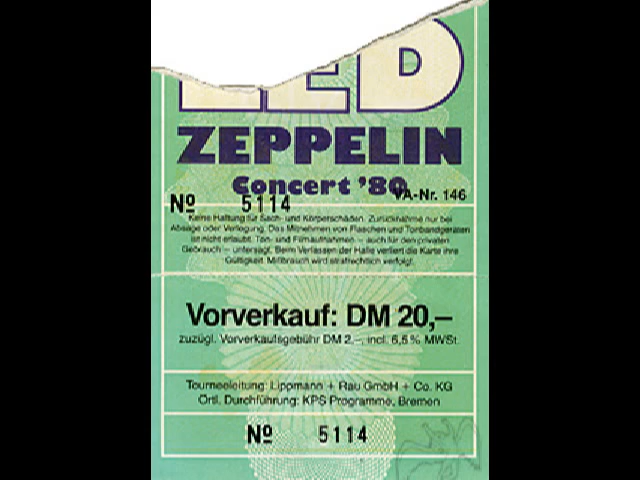 LED
ZEPPELIN
Concert '80
VA-Nr. 146
Nº 5114
Keine Haftung für Sach- und Körperschäden. Zurücknahme nur bei
Absage oder Verlegung. Das Mitnehmen von Flaschen und Tonbandgeräten
ist nicht erlaubt. Ton- und Filmaufnahmen – auch für den privaten
Gebrauch – untersagt. Beim Verlassen der Halle verliert die Karte ihre
Gültigkeit. Mißbrauch wird strafrechtlich verfolgt.
Vorverkauf: DM 20,–
zuzügl. Vorverkaufsgebühr DM 2,–, incl. 6,5% MWSt.
Tourneeleitung: Lippmann + Rau GmbH + Co. KG
Örtl. Durchführung: KPS Programme, Bremen
Nº 5114